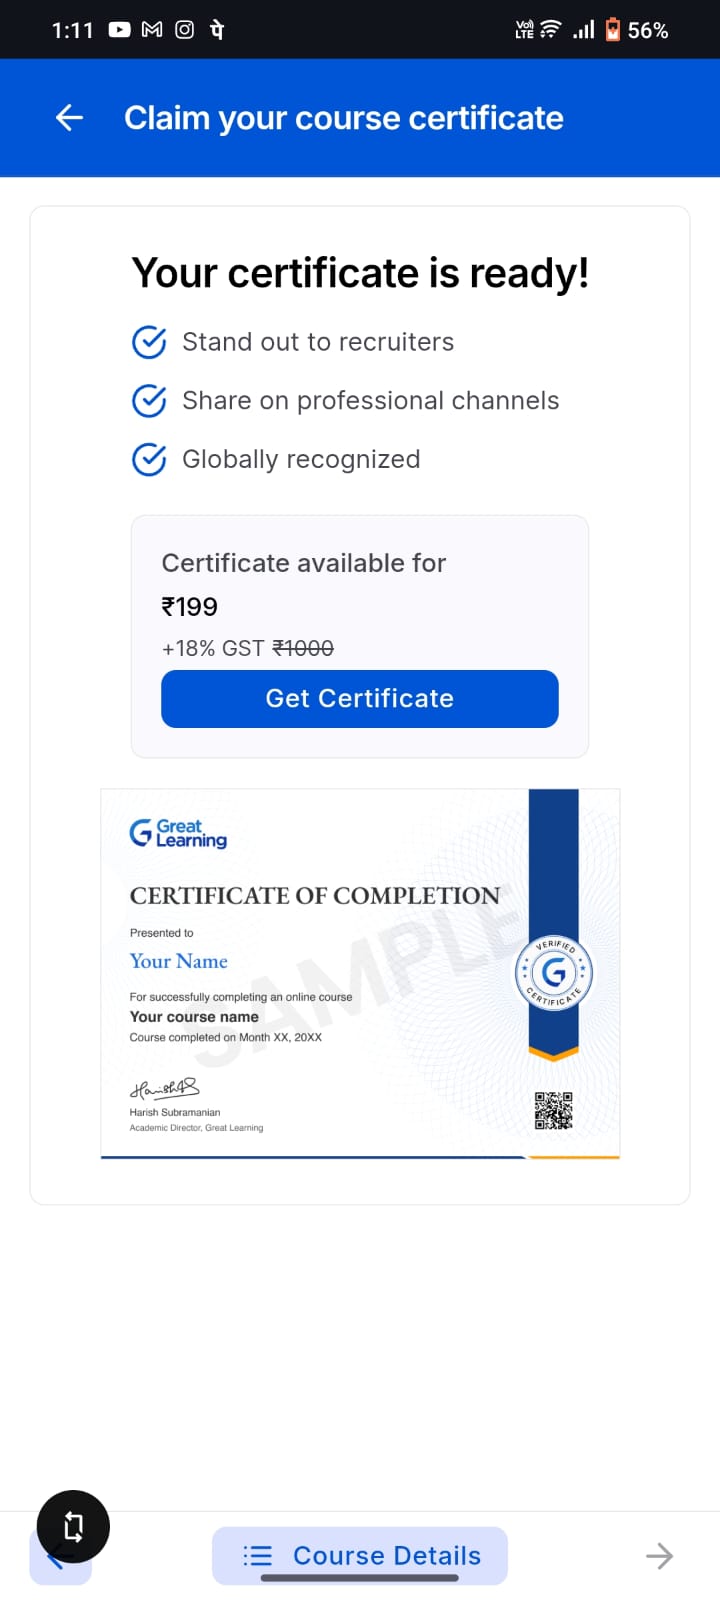 1:11
Vo)) LTE
56%
Claim your course certificate
Your certificate is ready!
Stand out to recruiters
Share on professional channels
Globally recognized
Certificate available for
₹199
+18% GST ₹1000
Get Certificate
Great
Learning
CERTIFICATE OF COMPLETION
Presented to
Your Name
For successfully completing an online course
Your course name
Course completed on Month XX, 20XX
SAMPLE
VERIFIED
CERTIFICATE
Harish Subramanian
Academic Director, Great Learning
Course Details